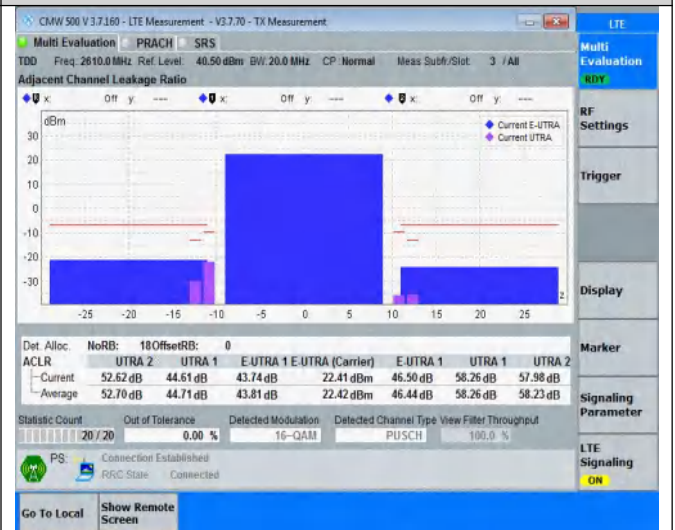 CMW 500 V 3.7.160 - LTE Measurement - V3.7.70 - TX Measurement
LTE
Multi Evaluation PRACH SRS
TDD Freq: 2610.0 MHz Ref. Level: 40.50 dBm BW: 20.0 MHz CP: Normal Meas Subfr./Slot: 3 / All
Adjacent Channel Leakage Ratio
x: Off y: --- x: Off y: --- x: Off y: ---
dBm
Current E-UTRA
Current UTRA
30
20
10
0
-10
-20
-30
-25 -20 -15 -10 -5 0 5 10 15 20 25
Det. Alloc. NoRB: 18 OffsetRB: 0
ACLR UTRA 2 UTRA 1 E-UTRA 1 E-UTRA (Carrier) E-UTRA 1 UTRA 1 UTRA 2
Current 52.62 dB 44.61 dB 43.74 dB 22.41 dBm 46.50 dB 58.26 dB 57.98 dB
Average 52.70 dB 44.71 dB 43.81 dB 22.42 dBm 46.44 dB 58.26 dB 58.23 dB
Statistic Count Out of Tolerance Detected Modulation Detected Channel Type View Filter Throughput
20 / 20 0.00 % 16-QAM PUSCH 100.0 %
PS: Connection Established
RRC State Connected
Multi
Evaluation
RDY
RF
Settings
Trigger
Display
Marker
Signaling
Parameter
LTE
Signaling
ON
Go To Local
Show Remote
Screen